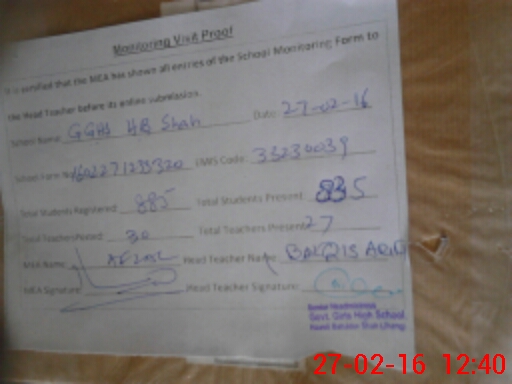 Monitoring Visit Proof
It is certified that the MEA has shown all entries of the School Monitoring Form to
the Head Teacher before its online submission.
School Name: GGHS HB Shah Date: 27-02-16
School Form No EMIS Code: 33230039
Total Students Registered: 885 Total Students Present: 835
Total Teachers Posted: 30 Total Teachers Present: 27
MEA Name: AFZAL Head Teacher Name: BALQIS
MEA Signature: Head Teacher Signature:
Govt. Girls High School
27-02-16 12:40